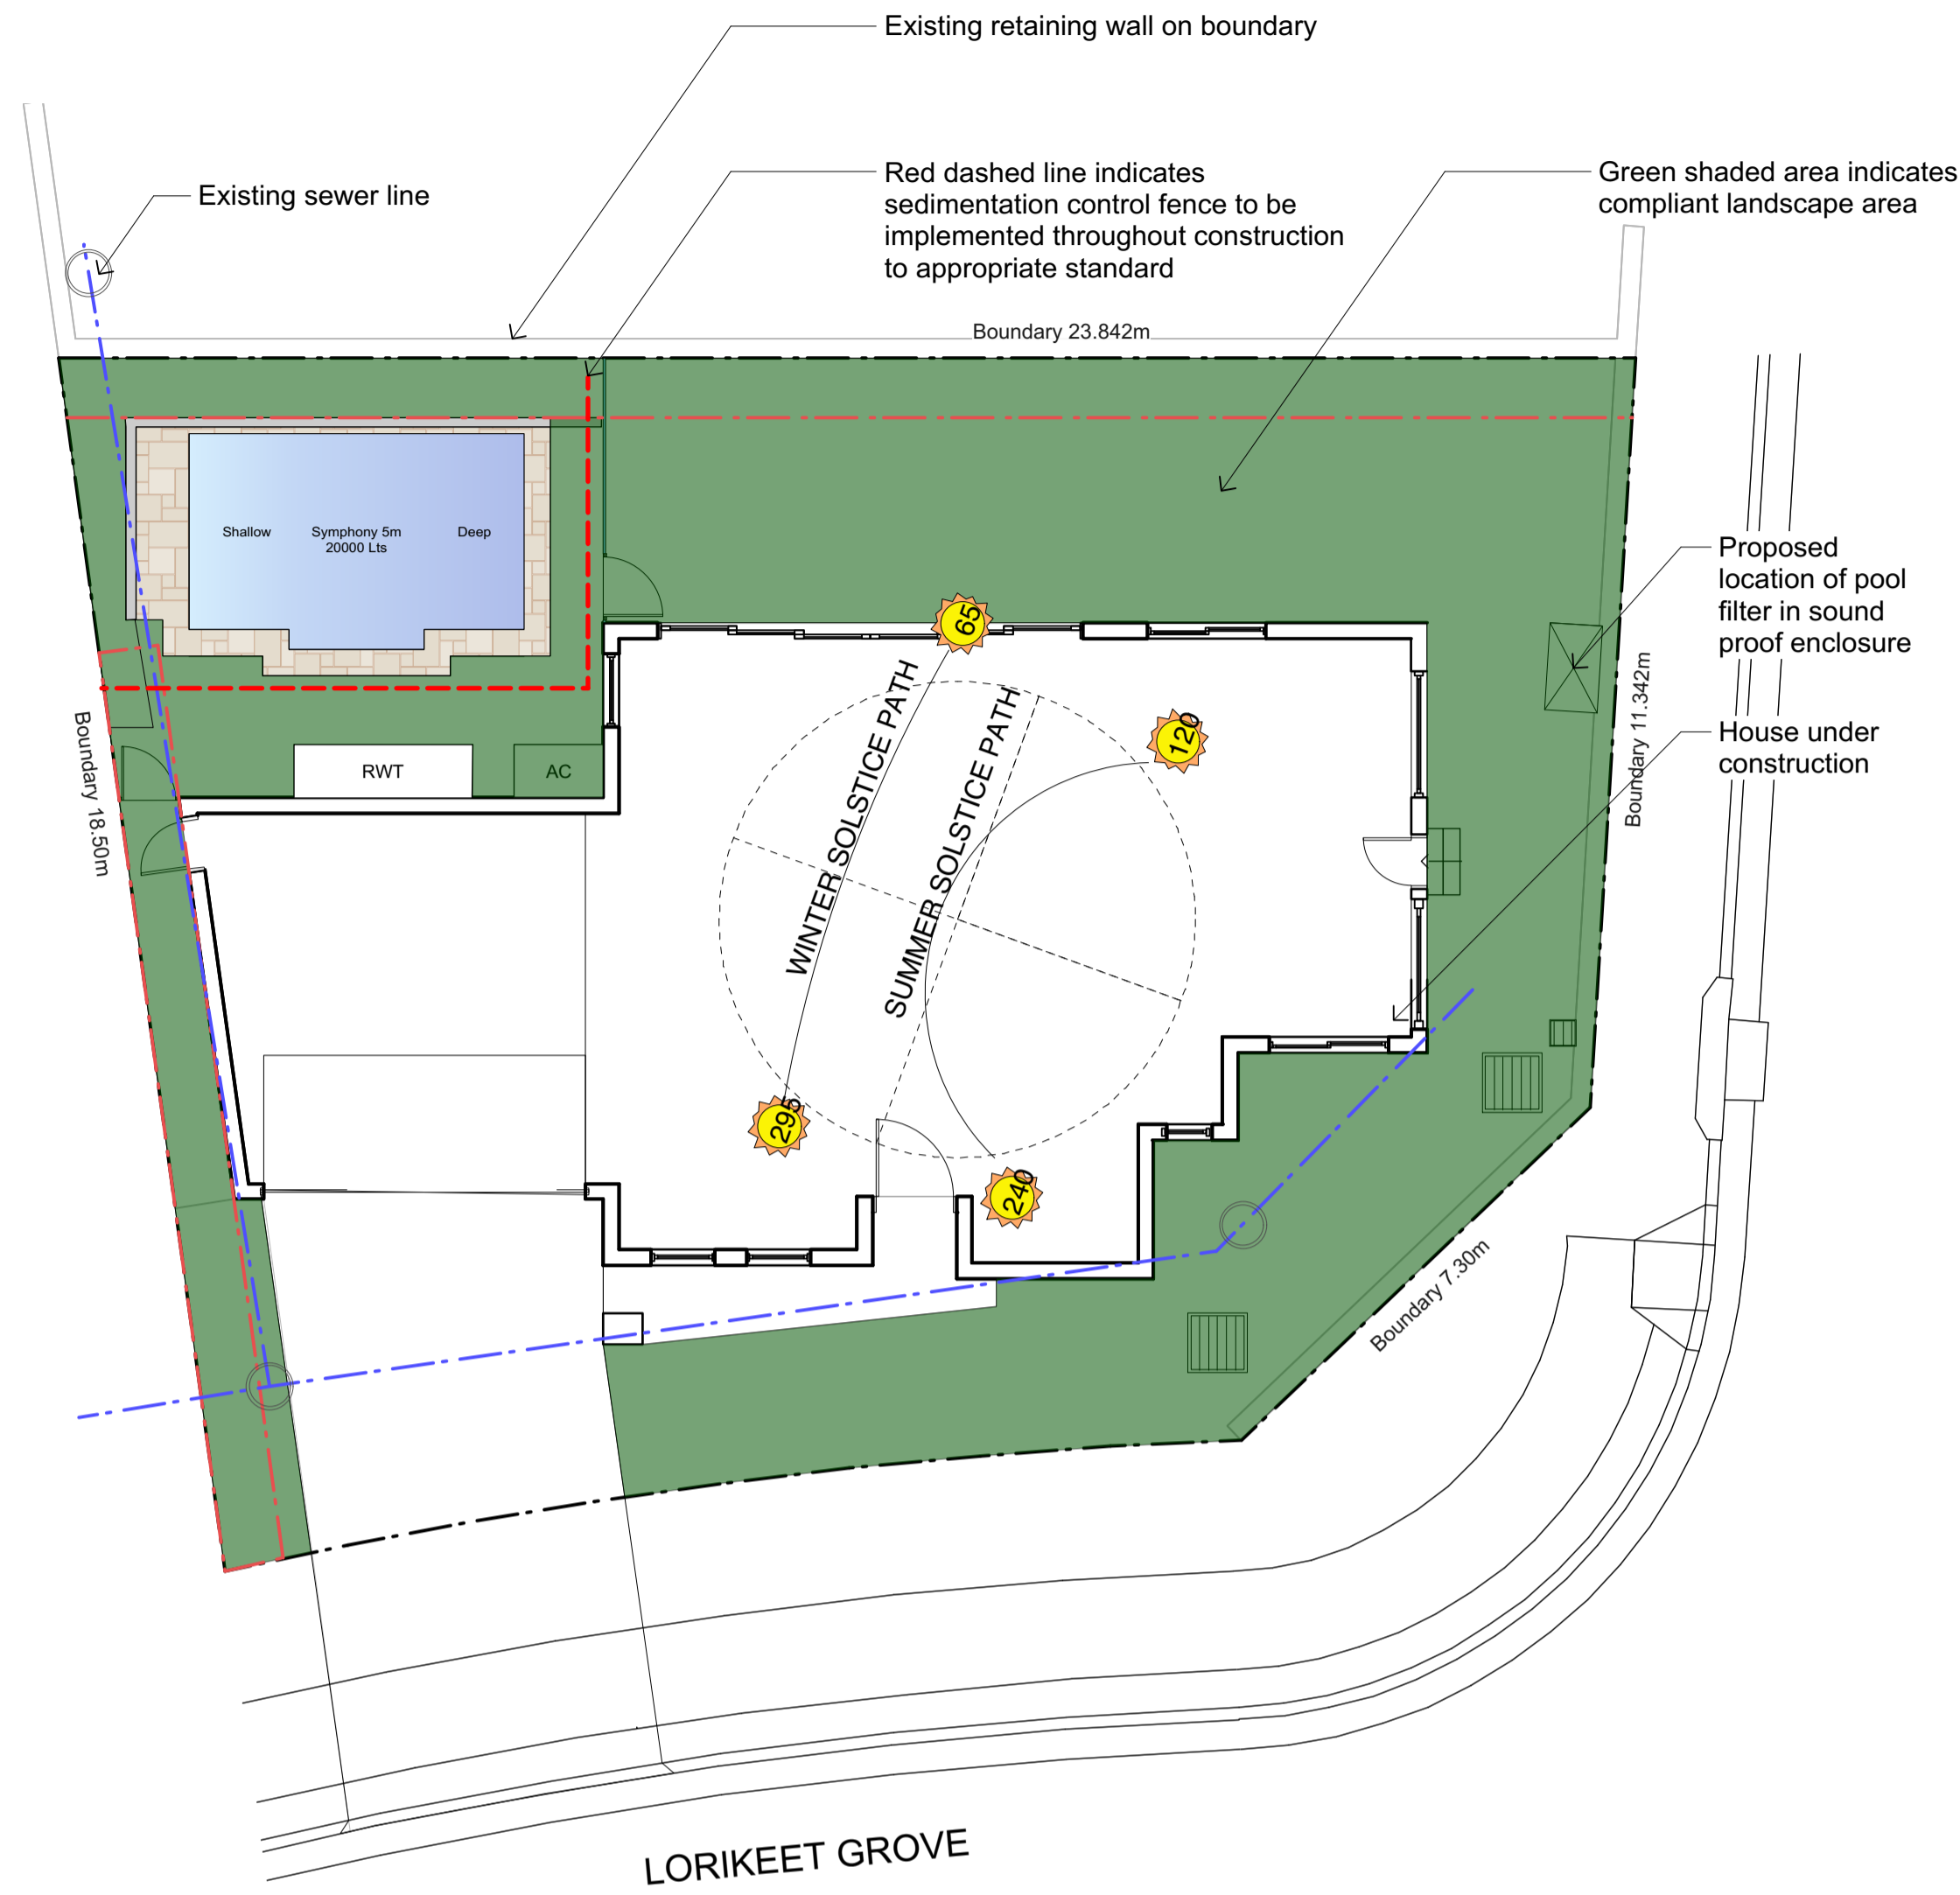 Existing retaining wall on boundary
Existing sewer line
Red dashed line indicates
sedimentation control fence to be
implemented throughout construction
to appropriate standard
Green shaded area indicates
compliant landscape area
Boundary 23.842m
Shallow
Symphony 5m
20000 Lts
Deep
Proposed
location of pool
filter in sound
proof enclosure
65
120
WINTER SOLSTICE PATH
SUMMER SOLSTICE PATH
Boundary 11.342m
House under
construction
Boundary 18.50m
RWT
AC
295
240
Boundary 7.30m
LORIKEET GROVE